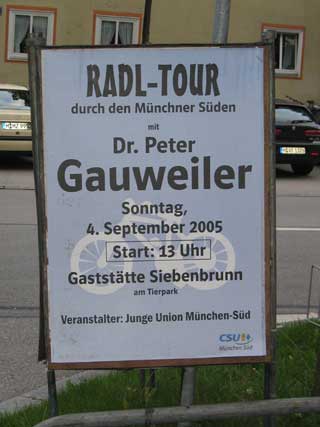 RADL-TOUR
durch den Münchner Süden
mit
Dr. Peter
Gauweiler
Sonntag,
4. September 2005
Start: 13 Uhr
Gaststätte Siebenbrunn
am Tierpark
Veranstalter: Junge Union München-Süd
CSU
München Süd